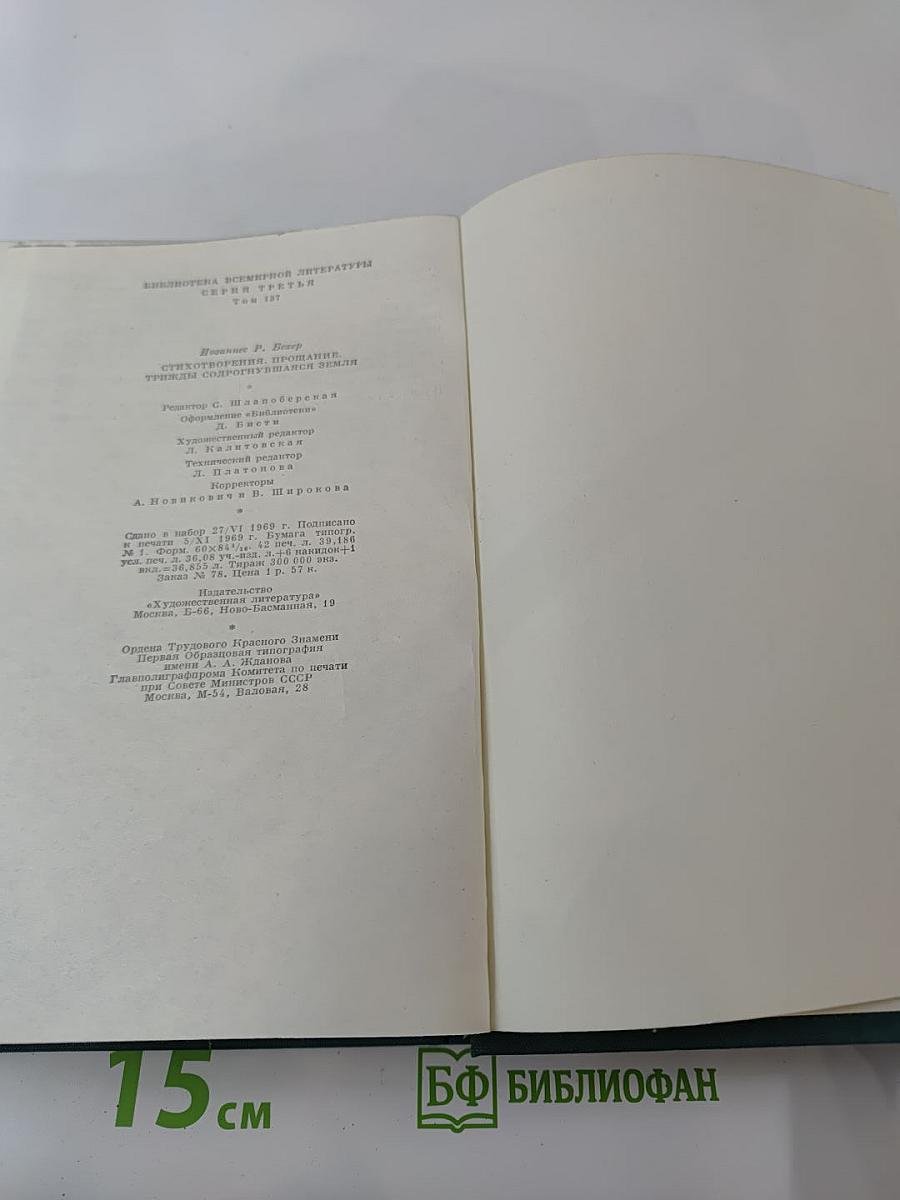 БИБЛИОТЕКА ВСЕМИРНОЙ ЛИТЕРАТУРЫ
СЕРИЯ ТРЕТЬЯ
Том 137
Иоганнес Р. Бехер
СТИХОТВОРЕНИЯ. ПРОЩАНИЕ.
ТРИЖДЫ СОДРОГНУВШАЯСЯ ЗЕМЛЯ
*
Редактор С. Шлапоберская
Оформление «Библиотеки»
Д. Бисти
Художественный редактор
Л. Калитовская
Технический редактор
Л. Платонова
Корректоры
А. Новикович и В. Широкова
*
Сдано в набор 27/VI 1969 г. Подписано
к печати 5/XI 1969 г. Бумага типогр.
№ 1. Форм. 60×84 1/16. 42 печ. л. 39,186
усл. печ. л. 36,08 уч.-изд. л.+6 накидок+1
вкл.=36,855 л. Тираж 300 000 экз.
Заказ № 78. Цена 1 р. 57 к.
Издательство
«Художественная литература»
Москва, Б-66, Ново-Басманная, 19
*
Ордена Трудового Красного Знамени
Первая Образцовая типография
имени А. А. Жданова
Главполиграфпрома Комитета по печати
при Совете Министров СССР
Москва, М-54, Валовая, 28
15 см
БФ БИБЛИОФАН